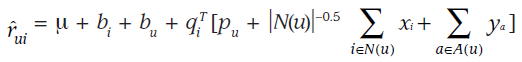 r̂ui = μ + bi + bu + qiT [pu + |N(u)|−0.5 ∑i∈N(u) xi + ∑a∈A(u) ya]